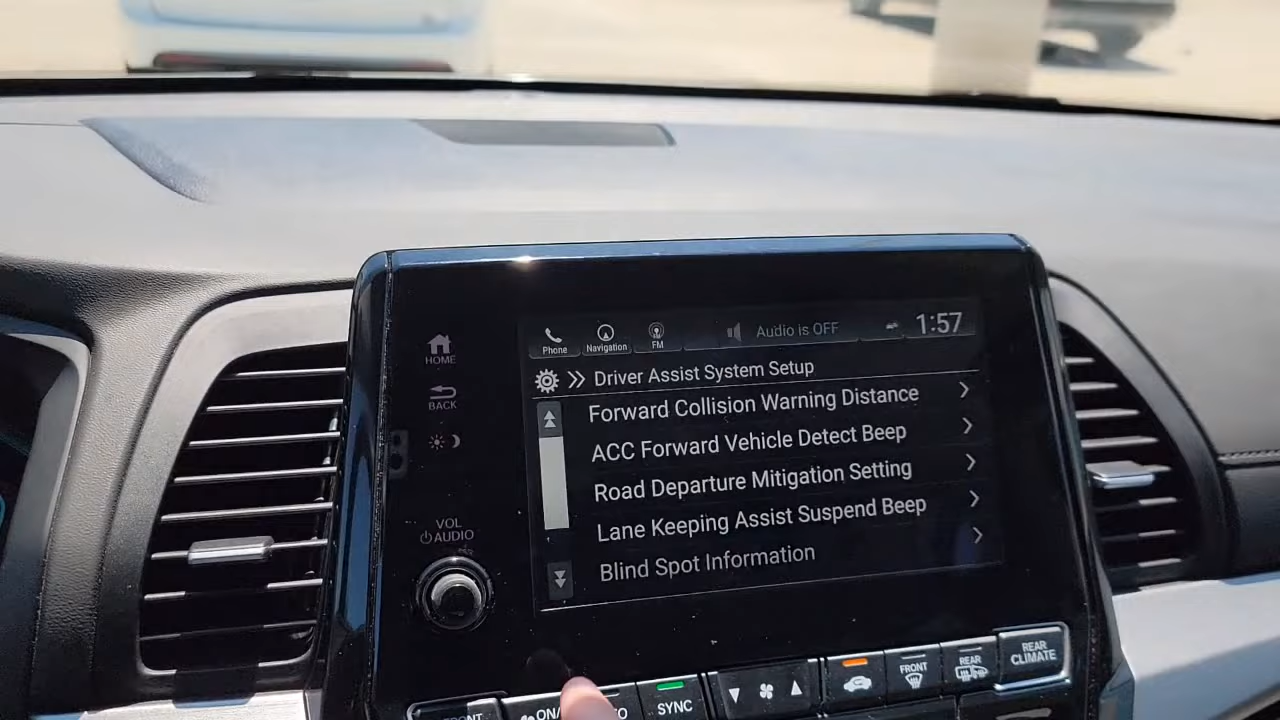 Phone
Navigation
FM
Audio is OFF
1:57
HOME
Driver Assist System Setup
BACK
Forward Collision Warning Distance
ACC Forward Vehicle Detect Beep
Road Departure Mitigation Setting
Lane Keeping Assist Suspend Beep
Blind Spot Information
VOL
AUDIO
SYNC
FRONT
REAR
REAR
CLIMATE
FRONT
ON/